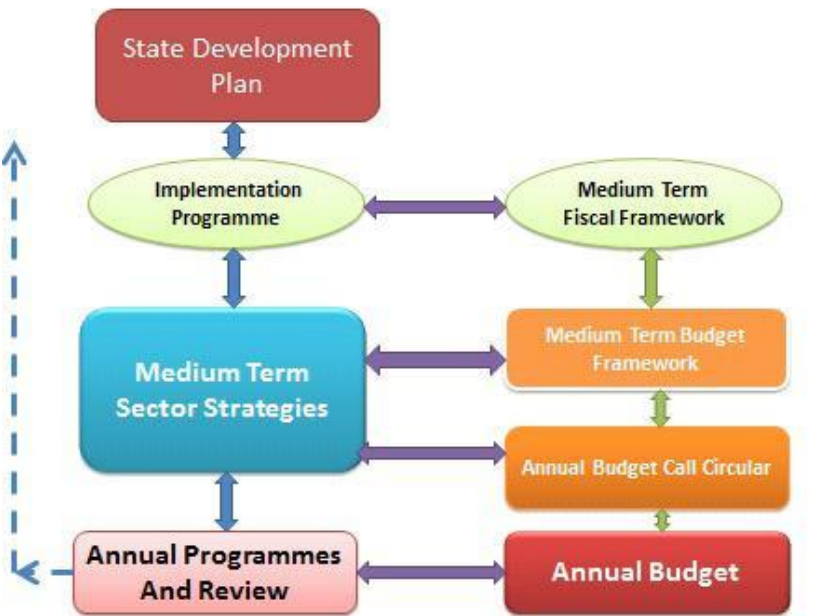 State Development
Plan
Implementation
Programme
Medium Term
Fiscal Framework
Medium Term Budget
Framework
Medium Term
Sector Strategies
Annual Budget Call Circular
Annual Programmes
And Review
Annual Budget